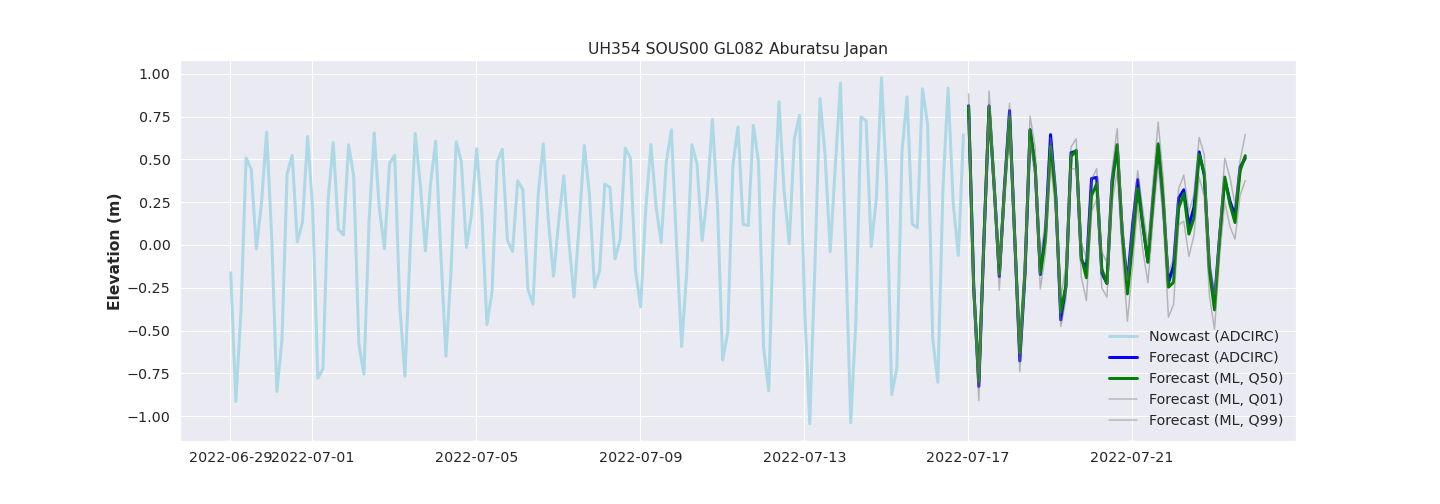 UH354 SOUS00 GL082 Aburatsu Japan
1.00
0.75
0.50
0.25
0.00
−0.25
−0.50
−0.75
−1.00
Elevation (m)
Nowcast (ADCIRC)
Forecast (ADCIRC)
Forecast (ML, Q50)
Forecast (ML, Q01)
Forecast (ML, Q99)
2022-06-29 2022-07-01 2022-07-05 2022-07-09 2022-07-13 2022-07-17 2022-07-21